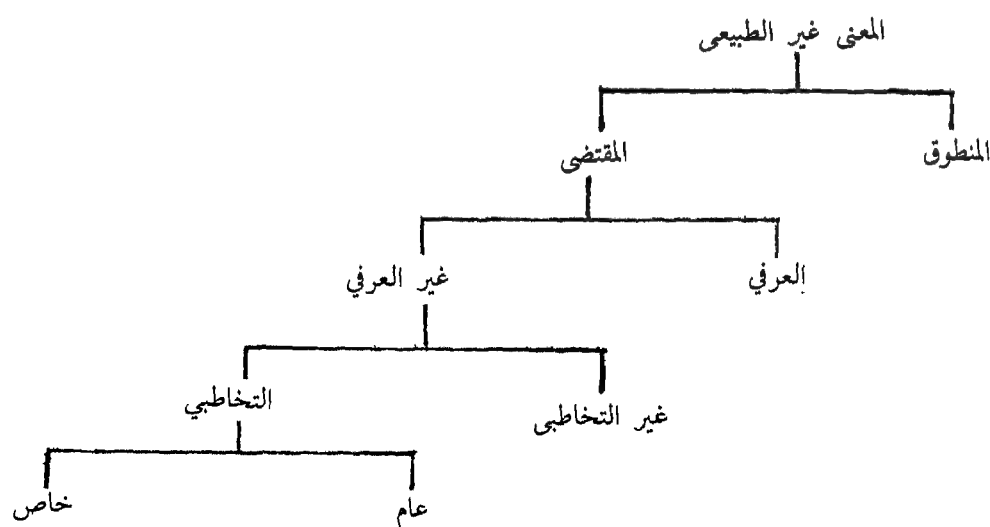 المعنى غير الطبيعى
المنطوق
المقتضى
العرفي
غير العرفي
غير التخاطبى
التخاطبي
عام
خاص